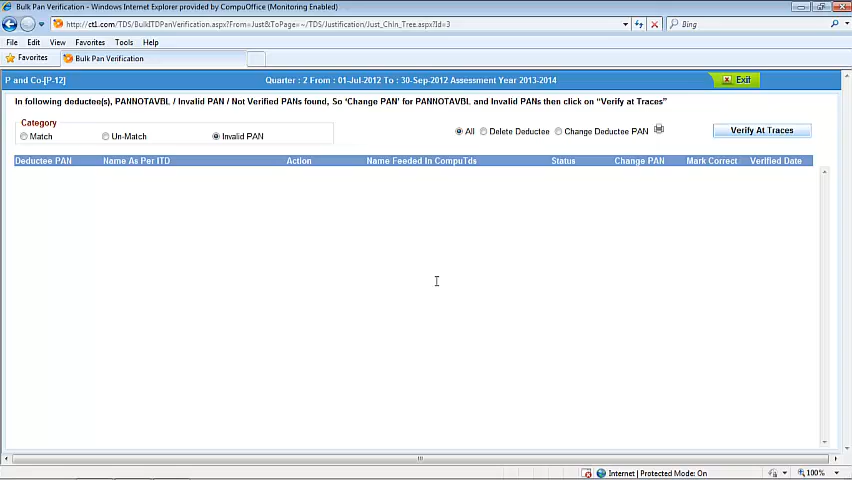 Bulk Pan Verification - Windows Internet Explorer provided by CompuOffice (Monitoring Enabled)
http://ct1.com/TDS/BulkITDPanVerification.aspx?From=Just&ToPage=~/TDS/Justification/Just_Chln_Tree.aspx?Id=3
Bing
File Edit View Favorites Tools Help
Favorites Bulk Pan Verification
P and Co-[P-12] Quarter : 2 From : 01-Jul-2012 To : 30-Sep-2012 Assessment Year 2013-2014 Exit
In following deductee(s), PANNOTAVBL / Invalid PAN / Not Verified PANs found, So 'Change PAN' for PANNOTAVBL and Invalid PANs then click on "Verify at Traces"
Category
Match Un-Match Invalid PAN All Delete Deductee Change Deductee PAN Verify At Traces
Deductee PAN Name As Per ITD Action Name Feeded In CompuTds Status Change PAN Mark Correct Verified Date
Internet | Protected Mode: On 100%